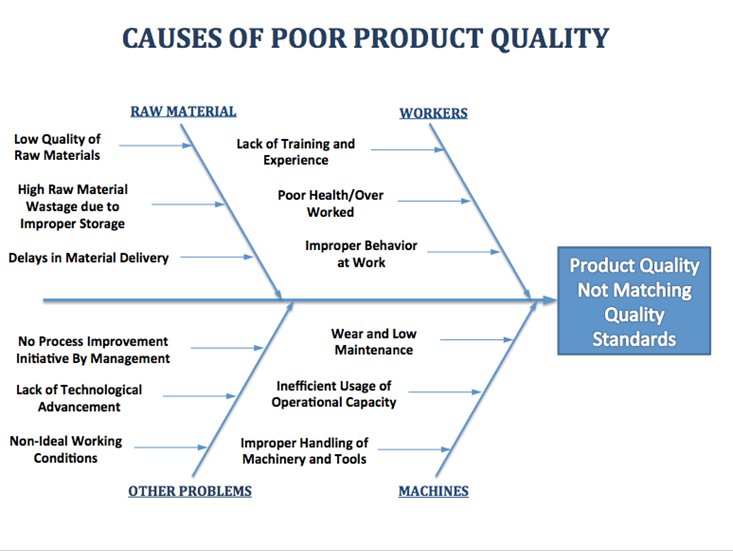 CAUSES OF POOR PRODUCT QUALITY
RAW MATERIAL
Low Quality of
Raw Materials
High Raw Material
Wastage due to
Improper Storage
Delays in Material Delivery
WORKERS
Lack of Training and
Experience
Poor Health/Over
Worked
Improper Behavior
at Work
Product Quality
Not Matching
Quality
Standards
No Process Improvement
Initiative By Management
Lack of Technological
Advancement
Non-Ideal Working
Conditions
OTHER PROBLEMS
Wear and Low
Maintenance
Inefficient Usage of
Operational Capacity
Improper Handling of
Machinery and Tools
MACHINES